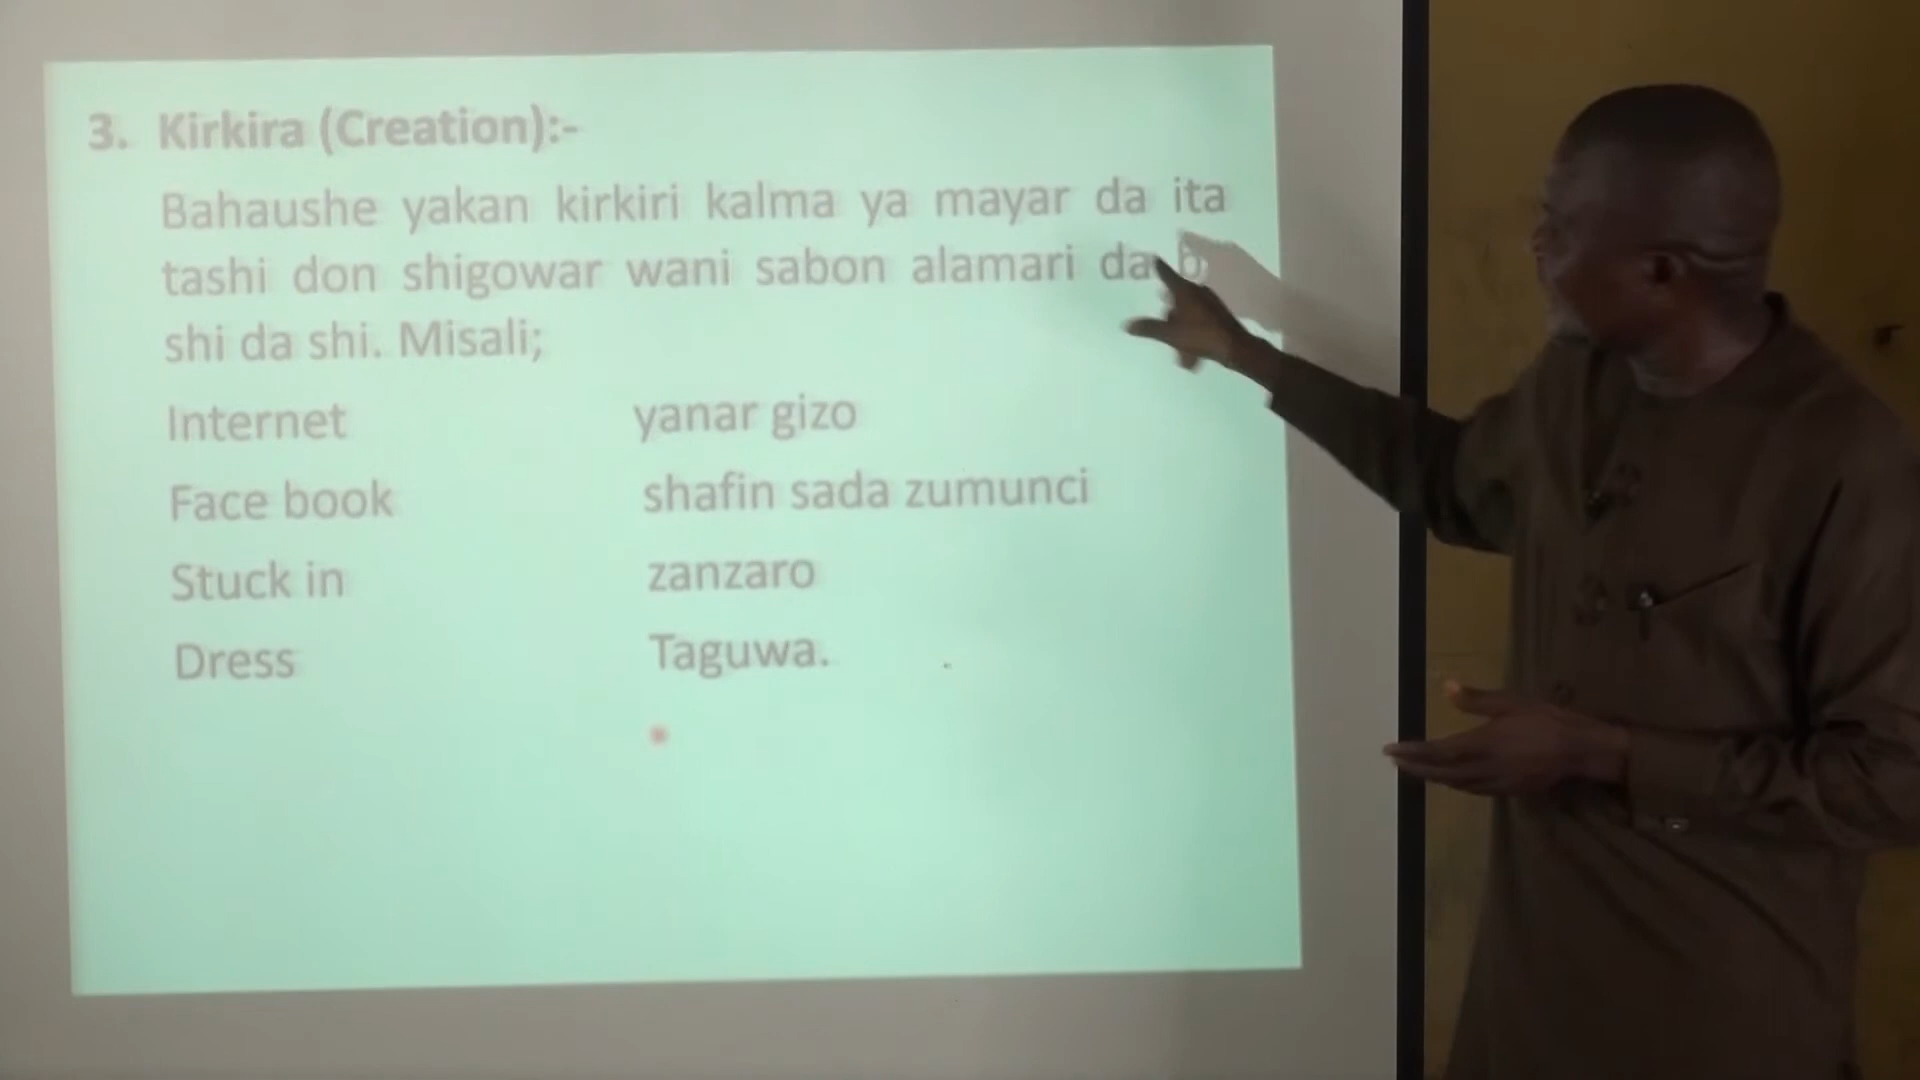 3. Kirkira (Creation):-
Bahaushe yakan kirkiri kalma ya mayar da ita
tashi don shigowar wani sabon alamari da
shi da shi. Misali;
Internet yanar gizo
Face book shafin sada zumunci
Stuck in zanzaro
Dress Taguwa.